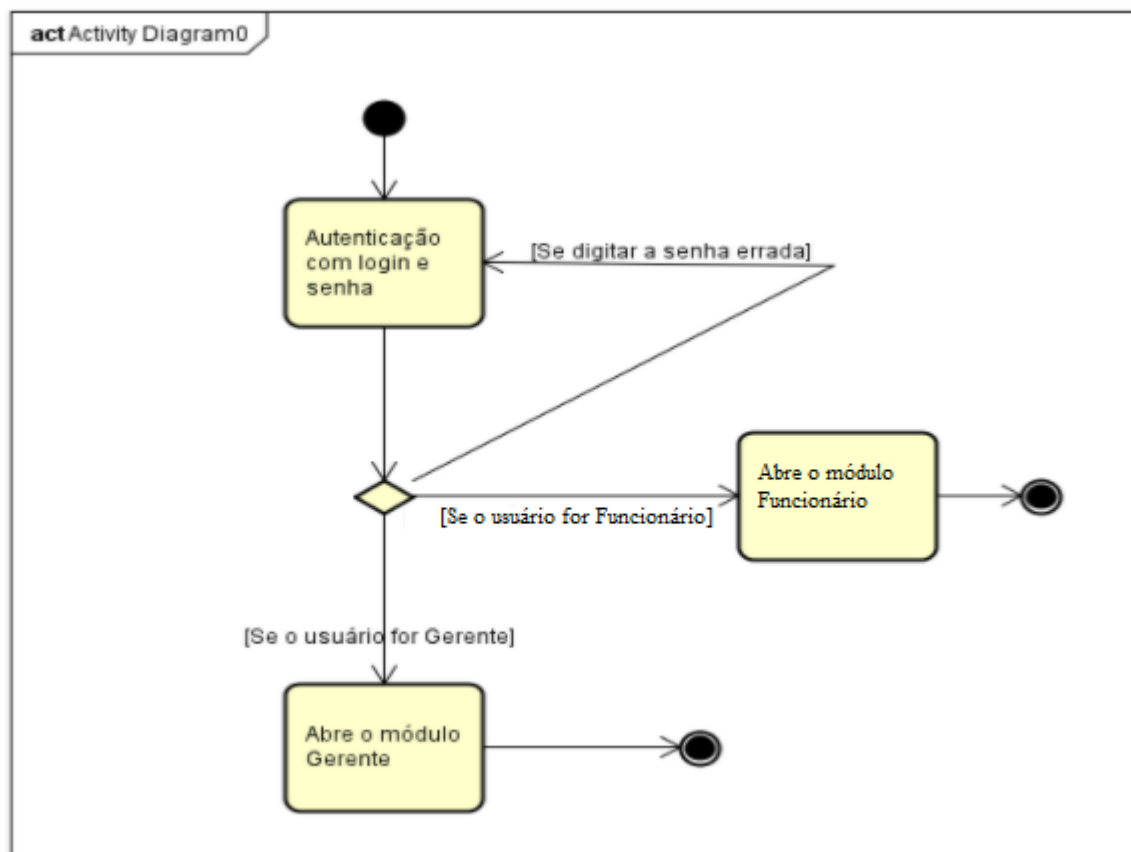 act Activity Diagram0
Autenticação
com login e
senha
[Se digitar a senha errada]
Abre o módulo
Funcionário
[Se o usuário for Funcionário]
[Se o usuário for Gerente]
Abre o módulo
Gerente